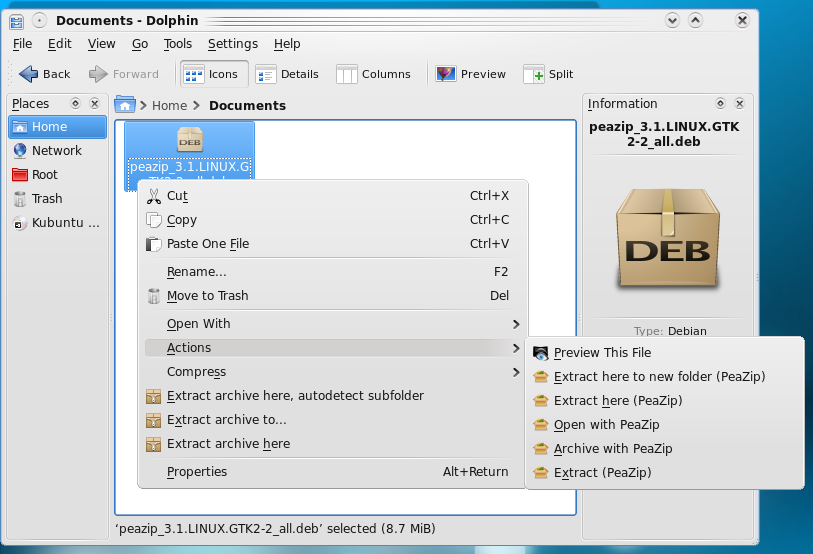 Documents - Dolphin
File Edit View Go Tools Settings Help
Back Forward Icons Details Columns Preview Split
Places
Home
Network
Root
Trash
Kubuntu ...
Home Documents
DEB
peazip_3.1.LINUX.G
Cut Ctrl+X
Copy Ctrl+C
Paste One File Ctrl+V
Rename... F2
Move to Trash Del
Open With
Actions
Compress
Extract archive here, autodetect subfolder
Extract archive to...
Extract archive here
Properties Alt+Return
Preview This File
Extract here to new folder (PeaZip)
Extract here (PeaZip)
Open with PeaZip
Archive with PeaZip
Extract (PeaZip)
Information
peazip_3.1.LINUX.GTK
2-2_all.deb
DEB
Type: Debian
‘peazip_3.1.LINUX.GTK2-2_all.deb’ selected (8.7 MiB)